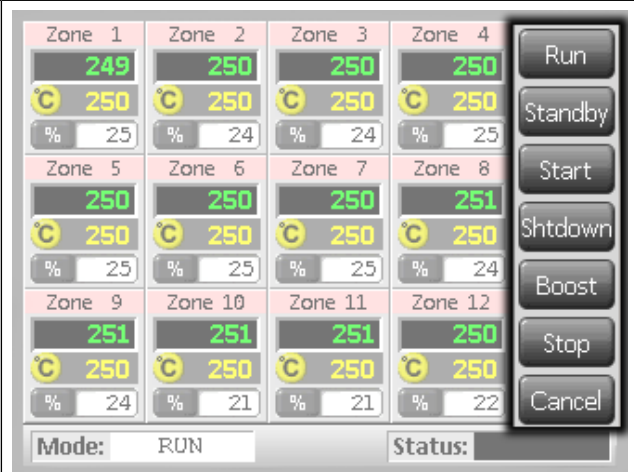 Zone 1 Zone 2 Zone 3 Zone 4 Run
249 250 250 250
°C 250 °C 250 °C 250 °C 250 Standby
% 25 % 24 % 24 % 25
Zone 5 Zone 6 Zone 7 Zone 8 Start
250 250 250 251
°C 250 °C 250 °C 250 °C 250 Shtdown
% 25 % 25 % 25 % 24
Zone 9 Zone 10 Zone 11 Zone 12 Boost
251 251 251 250 Stop
°C 250 °C 250 °C 250 °C 250
% 24 % 21 % 21 % 22 Cancel
Mode: RUN Status: